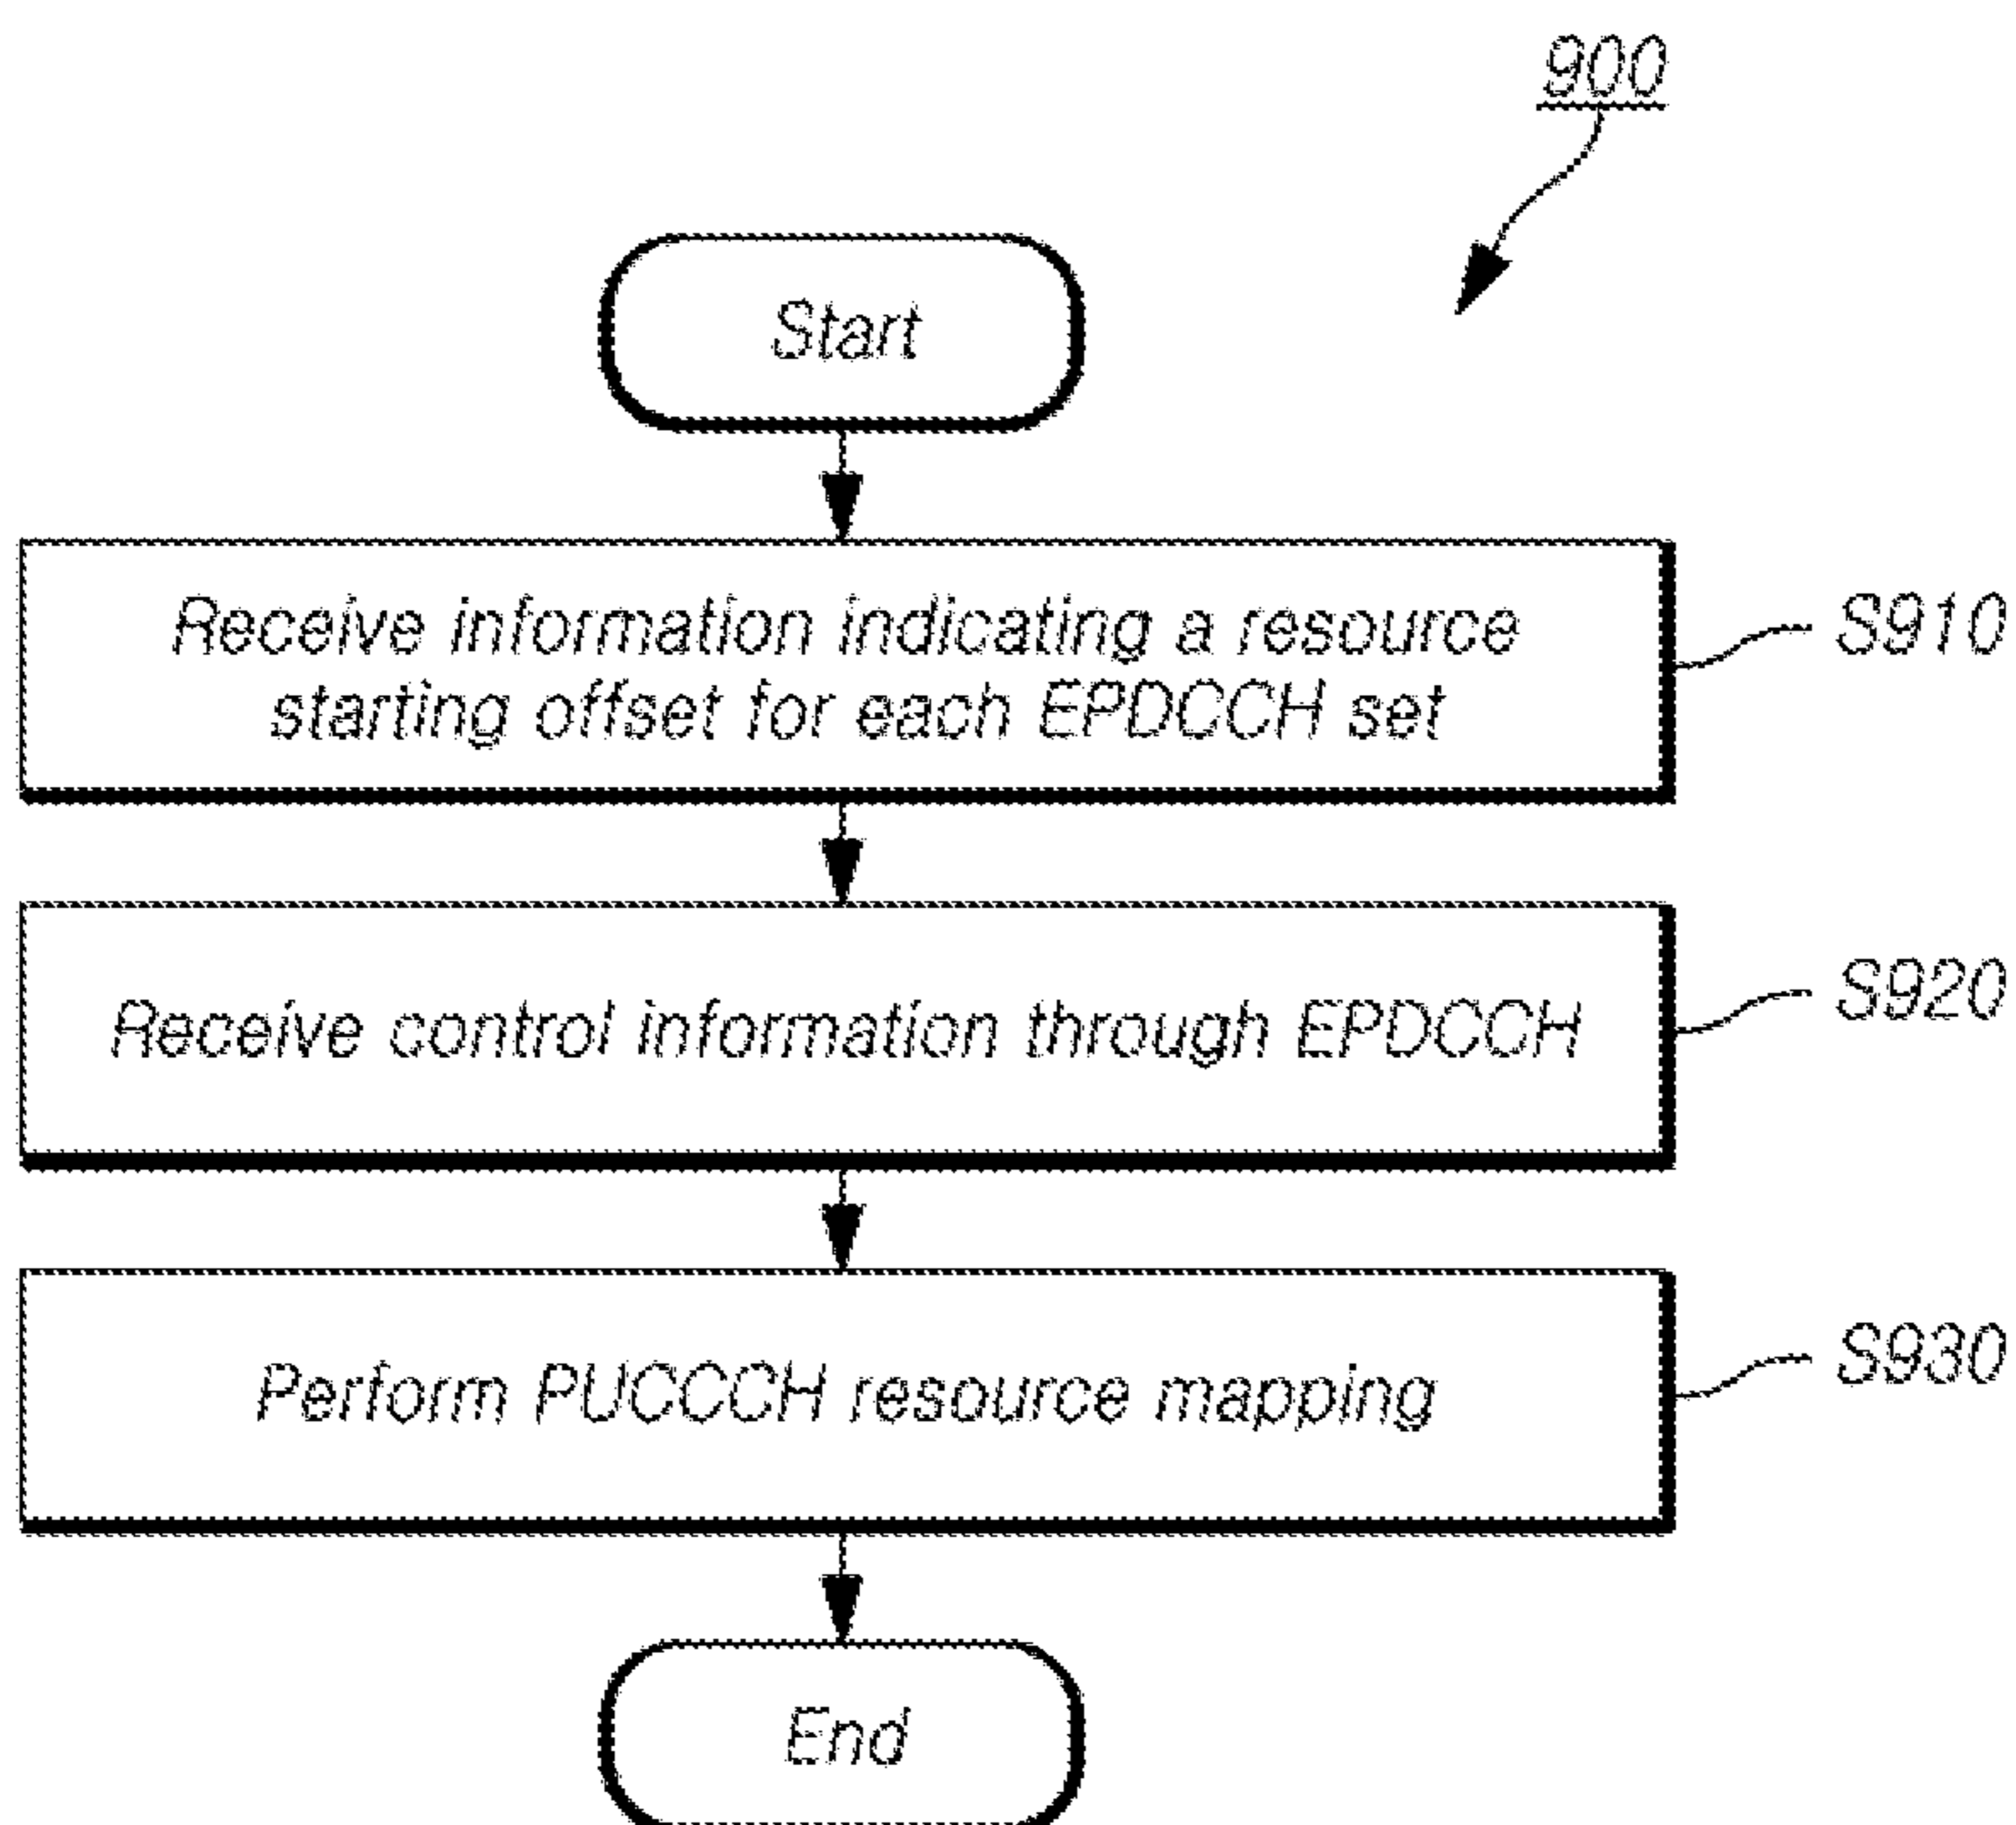 900
Start
Receive information indicating a resource
starting offset for each EPDCCH set
S910
Receive control information through EPDCCH
S920
Perform PUCCCH resource mapping
S930
End